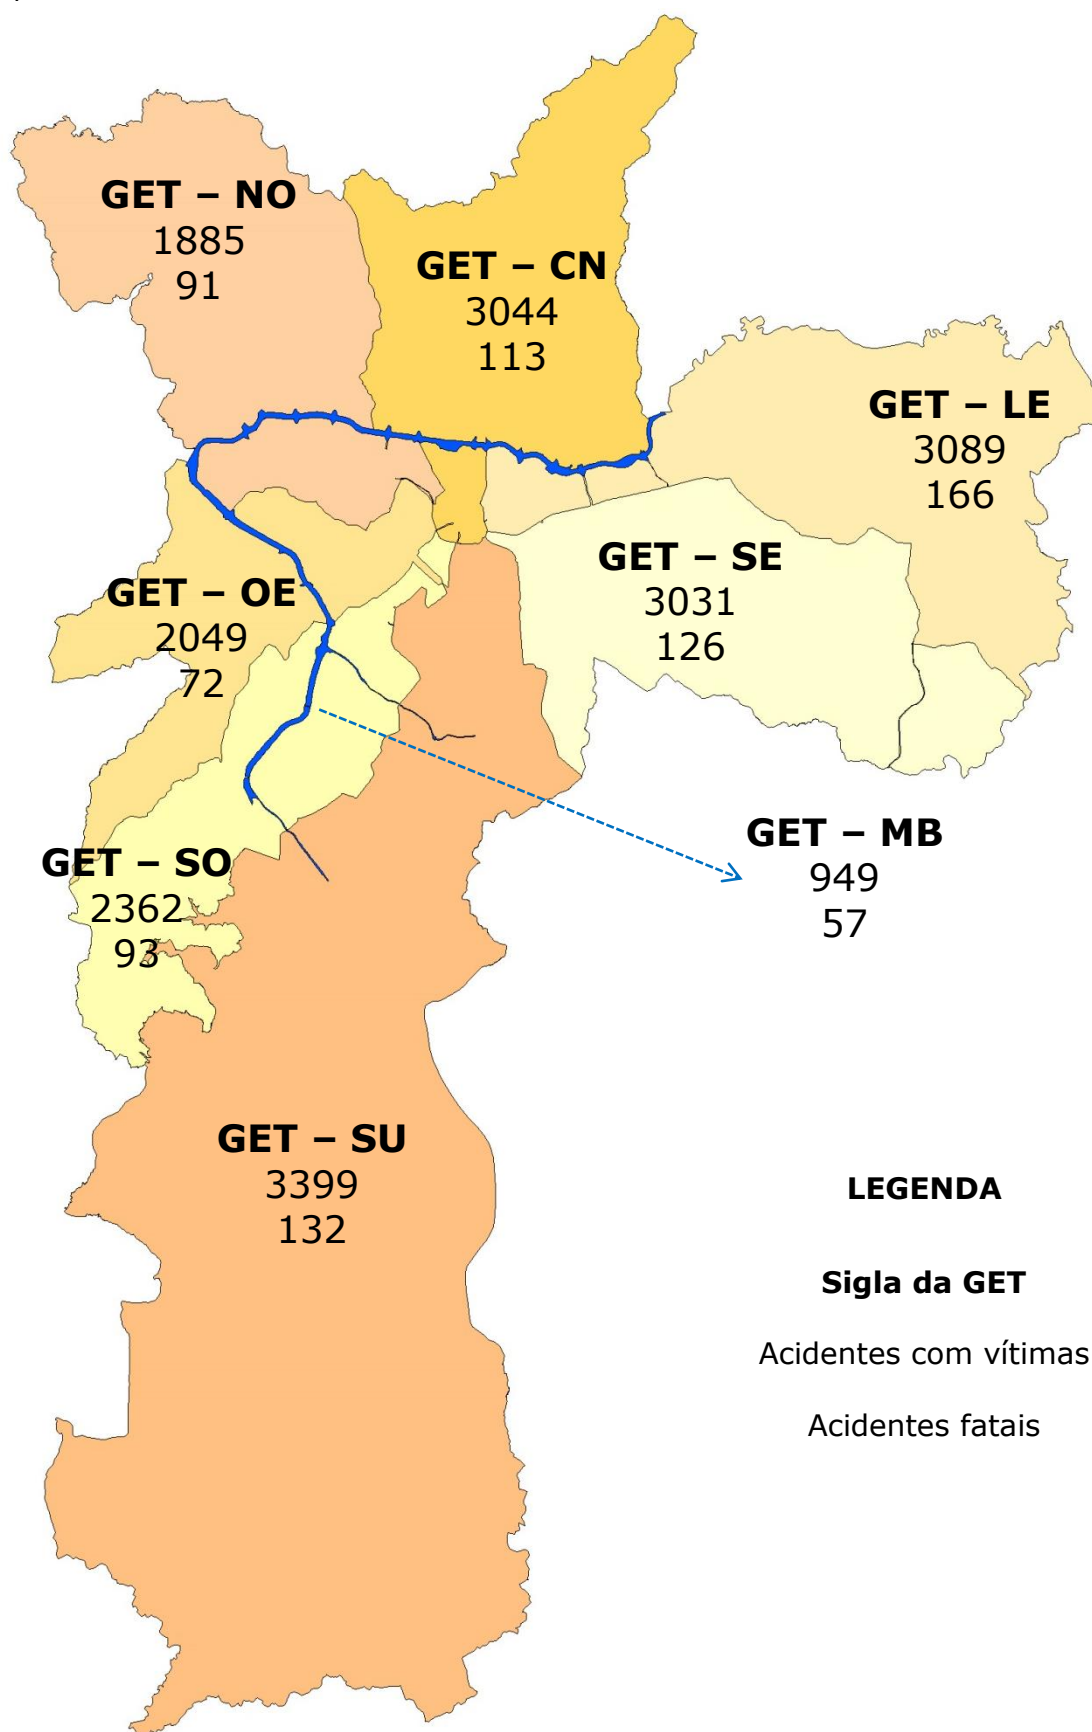 GET – NO
1885
91
GET – CN
3044
113
GET – LE
3089
166
GET – SE
3031
126
GET – OE
2049
72
GET – MB
949
57
GET – SO
2362
93
GET – SU
3399
132
LEGENDA
Sigla da GET
Acidentes com vítimas
Acidentes fatais